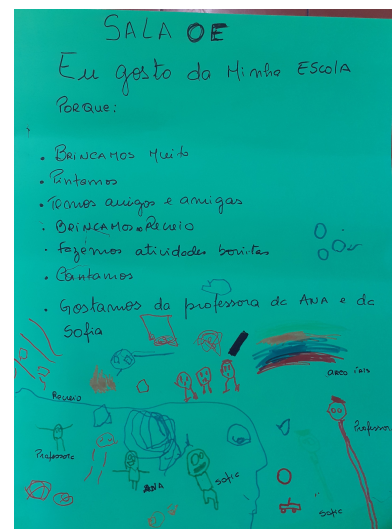 SALA OE
Eu gosto da Minha ESCOLA
PORQUE:
. BRINCAMOS Muito
. Pintamos
. Temos amigos e amigas
. BRINCAMOS Recreio
. fazemos atividades bonitas
. Cantamos
. Gostamos da professora da ANA e da
Sofia
ARCO ÍRIS
Recreio
Professora
Professora
ANA
Sofia
Sofia